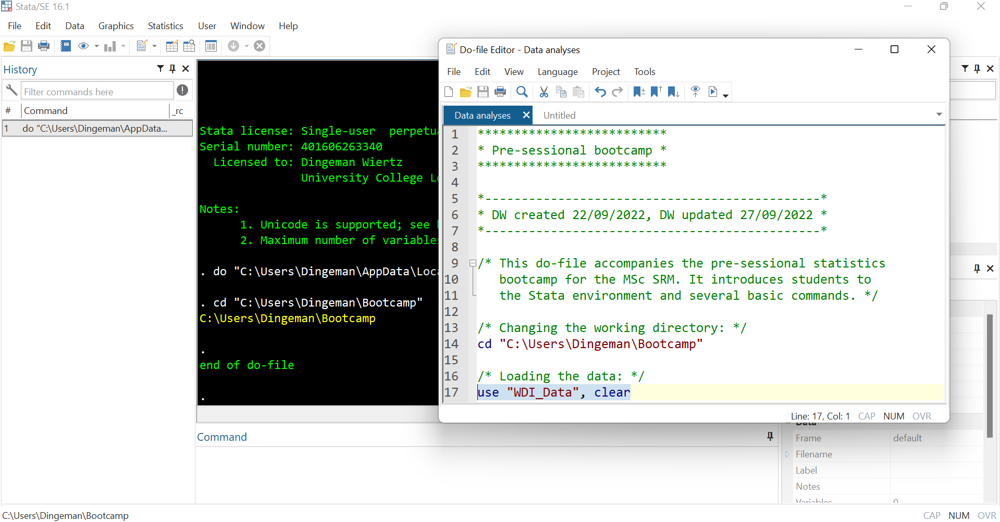 Stata/SE 16.1
File Edit Data Graphics Statistics User Window Help
History
Filter commands here
# Command _rc
1 do "C:\Users\Dingeman\AppData...
Stata license: Single-user perpetu
Serial number: 401606263340
Licensed to: Dingeman Wiertz
University College L
Notes:
1. Unicode is supported; see
2. Maximum number of variable
. do "C:\Users\Dingeman\AppData\Loc
. cd "C:\Users\Dingeman\Bootcamp"
C:\Users\Dingeman\Bootcamp
.
end of do-file
.
Command
Do-file Editor - Data analyses
File Edit View Language Project Tools
Data analyses Untitled
1 **************************
2 * Pre-sessional bootcamp *
3 **************************
4
5 *----------------------------------------------*
6 * DW created 22/09/2022, DW updated 27/09/2022 *
7 *----------------------------------------------*
8
9 /* This do-file accompanies the pre-sessional statistics
10 bootcamp for the MSc SRM. It introduces students to
11 the Stata environment and several basic commands. */
12
13 /* Changing the working directory: */
14 cd "C:\Users\Dingeman\Bootcamp"
15
16 /* Loading the data: */
17 use "WDI_Data", clear
Line: 17, Col: 1 CAP NUM OVR
Data
Frame default
Filename
Label
Notes
Variables 0
C:\Users\Dingeman\Bootcamp
CAP NUM OVR